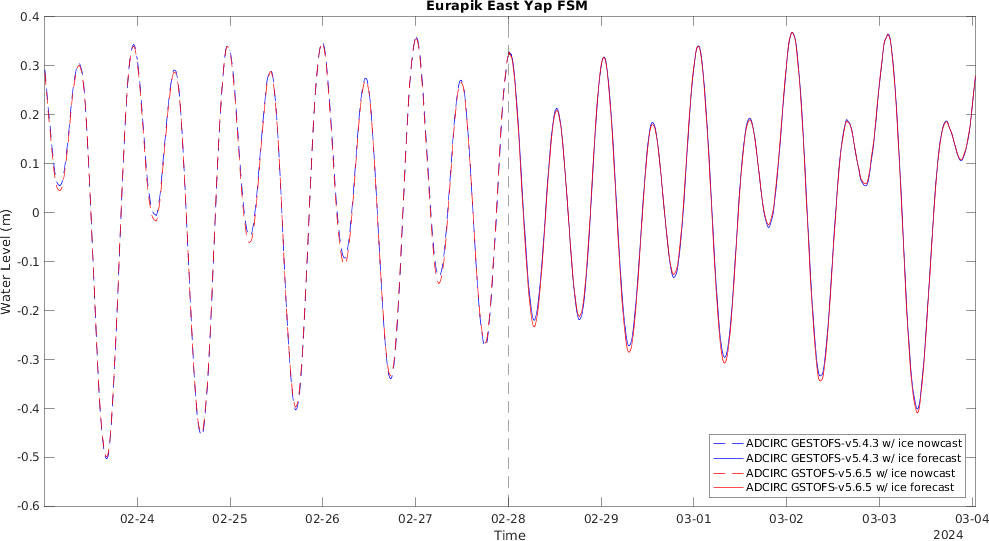 Eurapik East Yap FSM
0.4
0.3
0.2
0.1
0
-0.1
-0.2
-0.3
-0.4
-0.5
-0.6
Water Level (m)
ADCIRC GESTOFS-v5.4.3 w/ ice nowcast
ADCIRC GESTOFS-v5.4.3 w/ ice forecast
ADCIRC GSTOFS-v5.6.5 w/ ice nowcast
ADCIRC GSTOFS-v5.6.5 w/ ice forecast
02-24 02-25 02-26 02-27 02-28 02-29 03-01 03-02 03-03 03-04
Time
2024